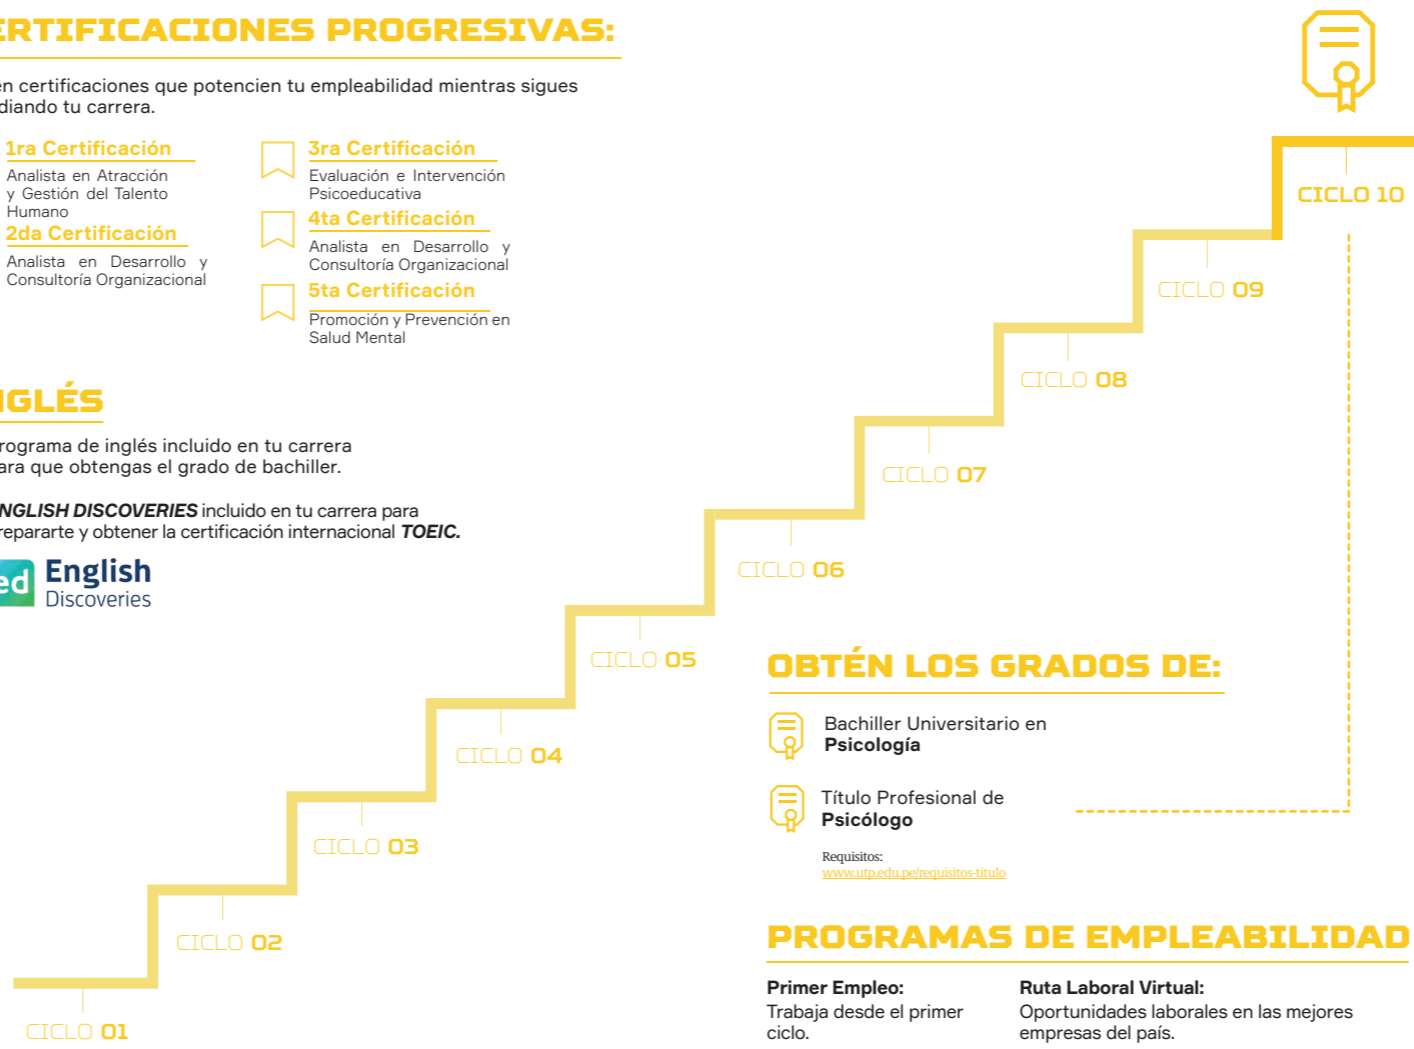 ERTIFICACIONES PROGRESIVAS:
én certificaciones que potencien tu empleabilidad mientras sigues
diando tu carrera.
1ra Certificación
Analista en Atracción
y Gestión del Talento
Humano
2da Certificación
Analista en Desarrollo y
Consultoría Organizacional
3ra Certificación
Evaluación e Intervención
Psicoeducativa
4ta Certificación
Analista en Desarrollo y
Consultoría Organizacional
5ta Certificación
Promoción y Prevención en
Salud Mental
NGLÉS
rograma de inglés incluido en tu carrera
ara que obtengas el grado de bachiller.
NGLISH DISCOVERIES incluido en tu carrera para
repararte y obtener la certificación internacional TOEIC.
ed English
Discoveries
CICLO 10
CICLO 09
CICLO 08
CICLO 07
CICLO 06
CICLO 05
CICLO 04
CICLO 03
CICLO 02
CICLO 01
OBTÉN LOS GRADOS DE:
Bachiller Universitario en
Psicología
Título Profesional de
Psicólogo
Requisitos:
www.utp.edu.pe/requisitos-titulo
PROGRAMAS DE EMPLEABILIDAD
Primer Empleo:
Trabaja desde el primer
ciclo.
Ruta Laboral Virtual:
Oportunidades laborales en las mejores
empresas del país.